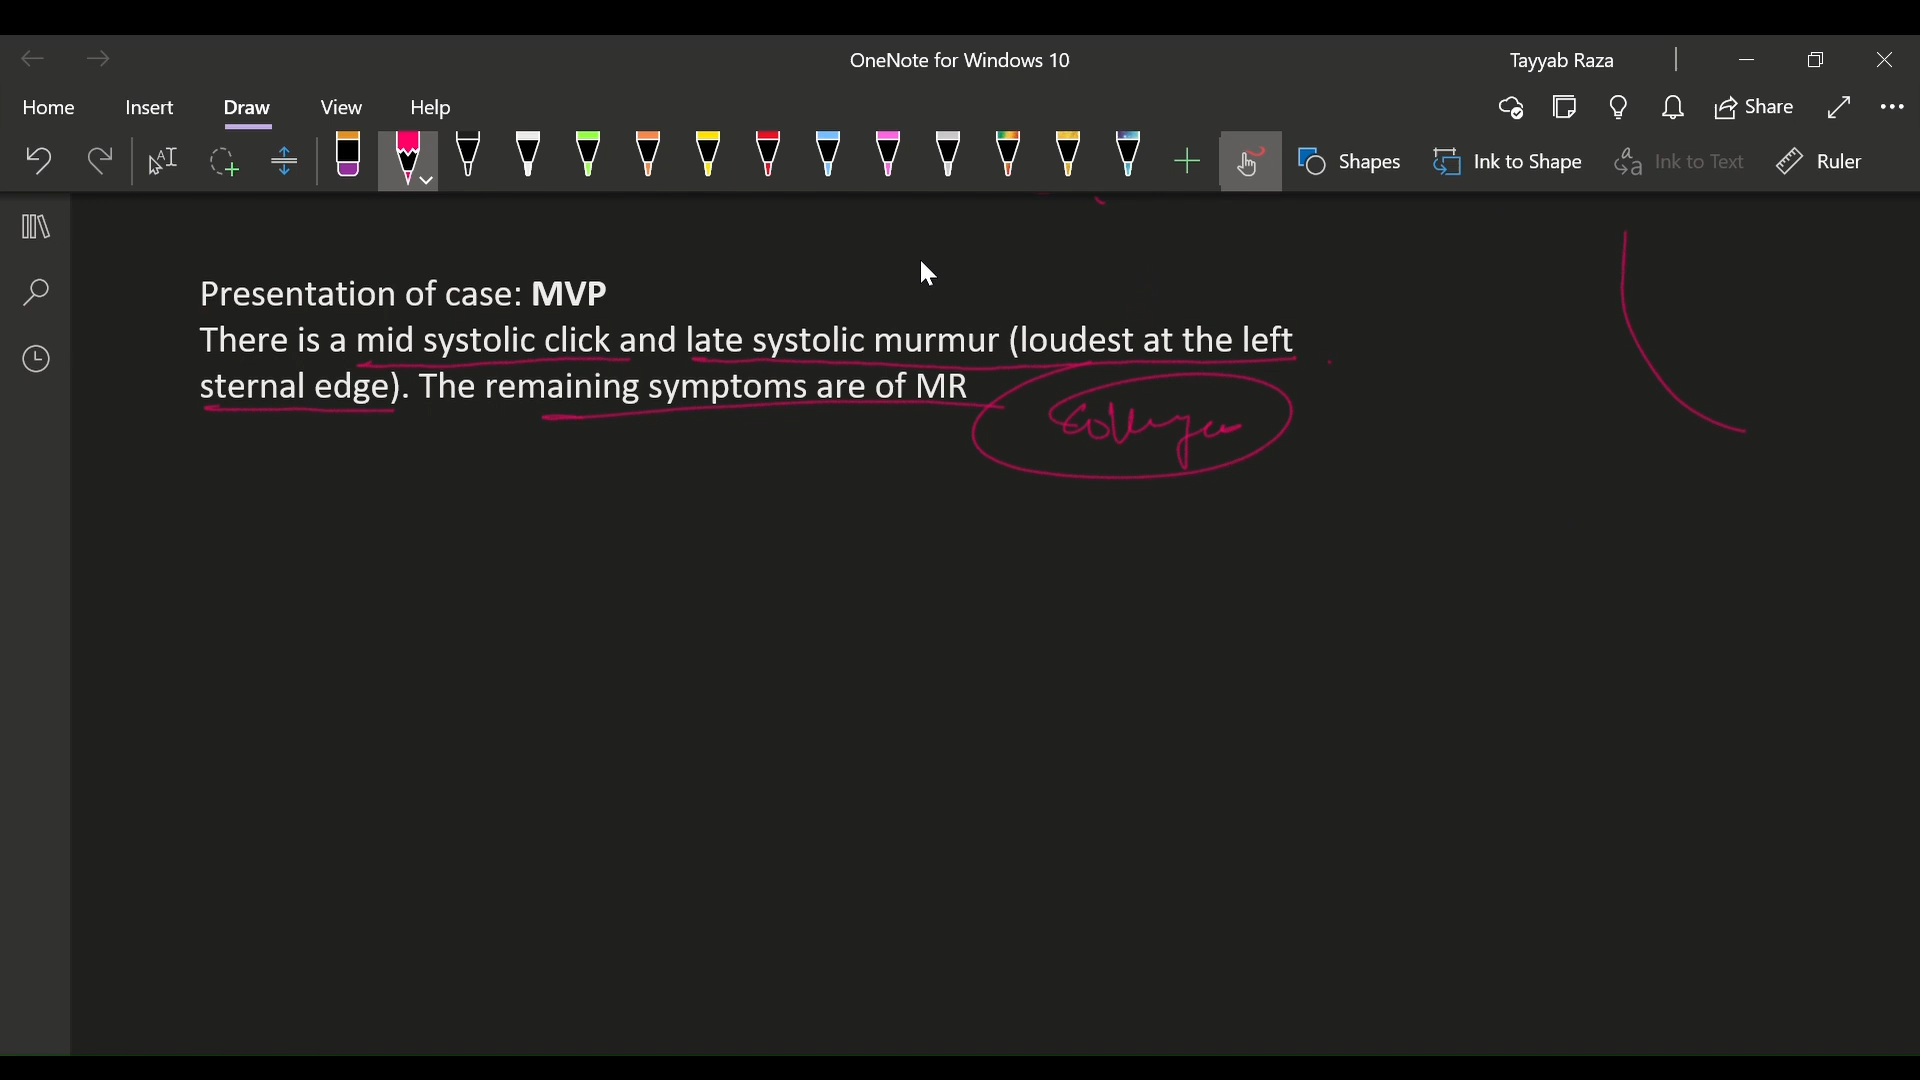 OneNote for Windows 10
Tayyab Raza
Home Insert Draw View Help
Share
Shapes Ink to Shape Ink to Text Ruler
Presentation of case: MVP
There is a mid systolic click and late systolic murmur (loudest at the left
sternal edge). The remaining symptoms are of MR